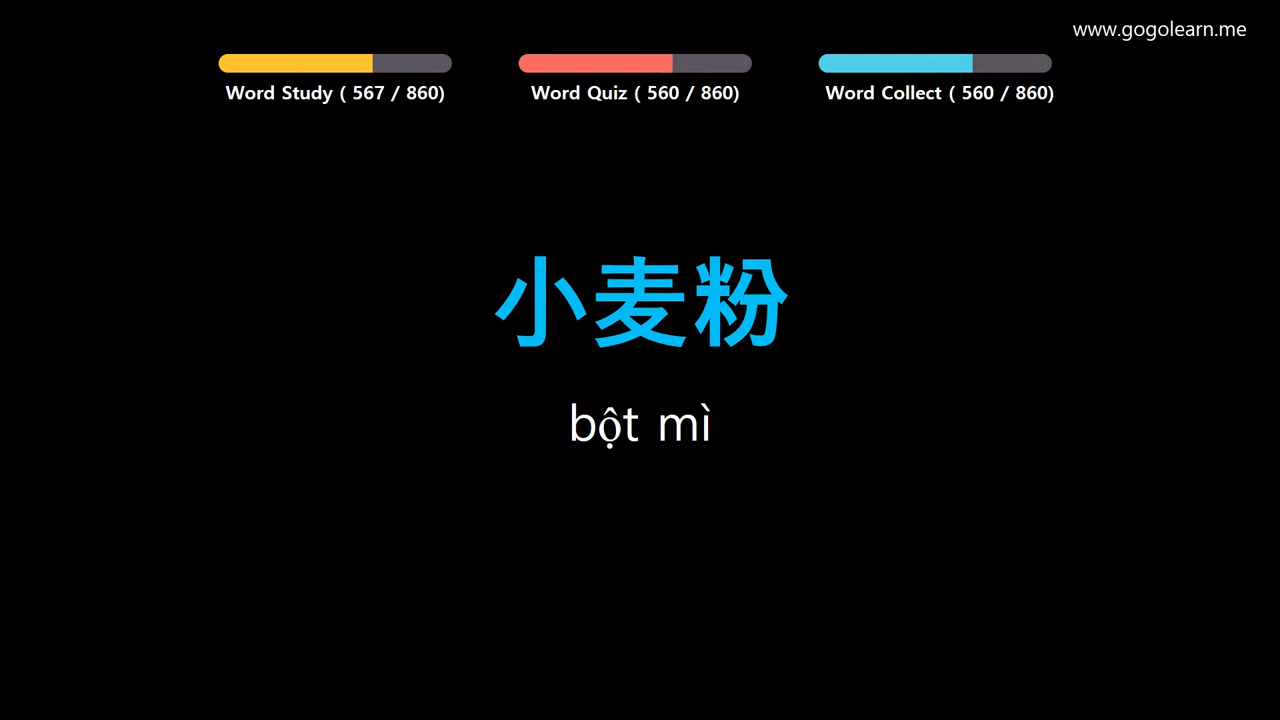 www.gogolearn.me
Word Study ( 567 / 860)
Word Quiz ( 560 / 860)
Word Collect ( 560 / 860)
小麦粉
bột mì